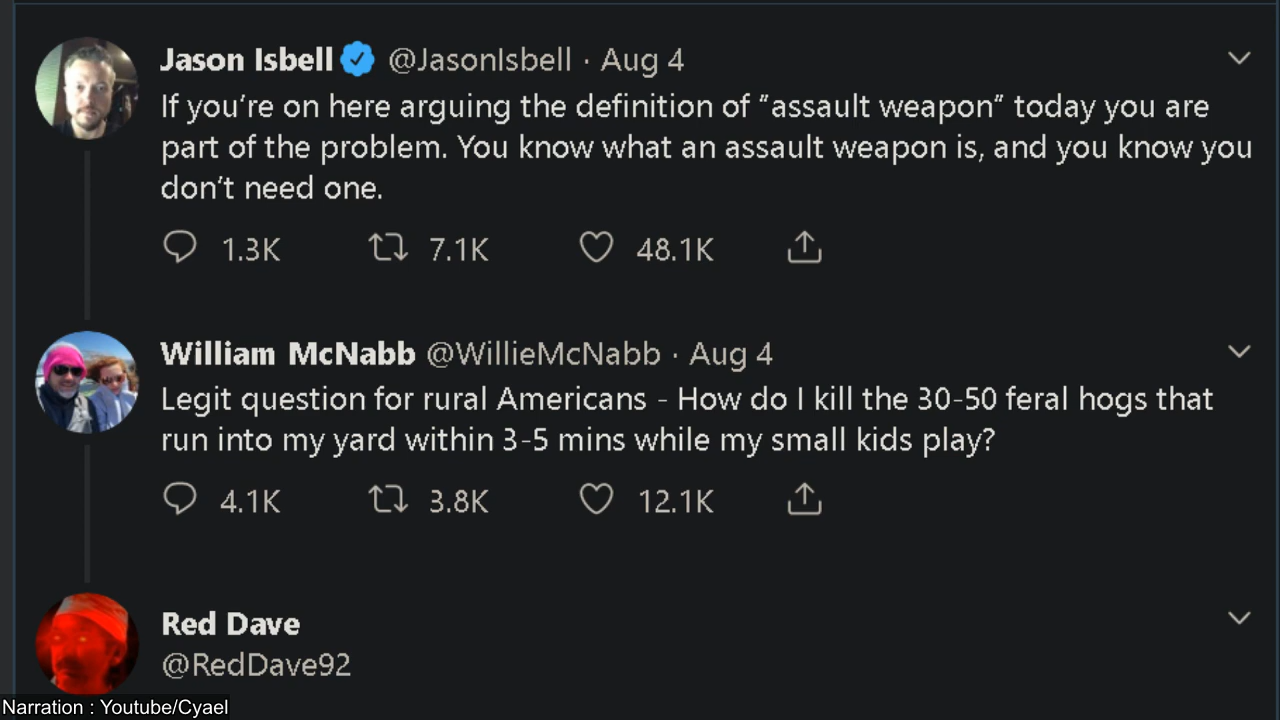 Jason Isbell @JasonIsbell · Aug 4
If you’re on here arguing the definition of “assault weapon” today you are
part of the problem. You know what an assault weapon is, and you know you
don’t need one.
1.3K 7.1K 48.1K
William McNabb @WillieMcNabb · Aug 4
Legit question for rural Americans - How do I kill the 30-50 feral hogs that
run into my yard within 3-5 mins while my small kids play?
4.1K 3.8K 12.1K
Red Dave
@RedDave92
Narration : Youtube/Cyael